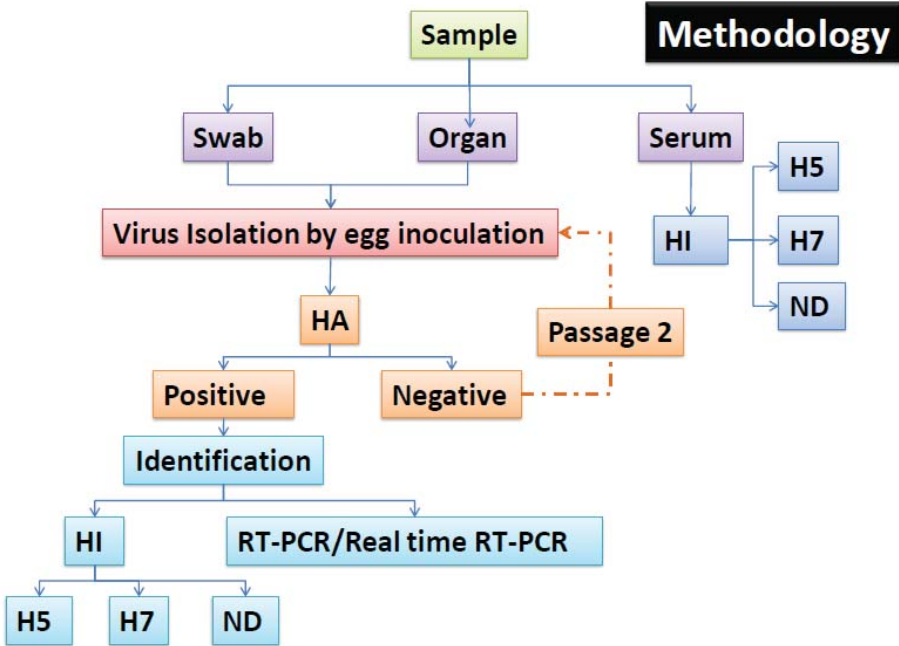 Methodology
Sample
Swab
Organ
Serum
H5
Virus Isolation by egg inoculation
HI
H7
HA
Passage 2
ND
Positive
Negative
Identification
HI
RT-PCR/Real time RT-PCR
H5
H7
ND